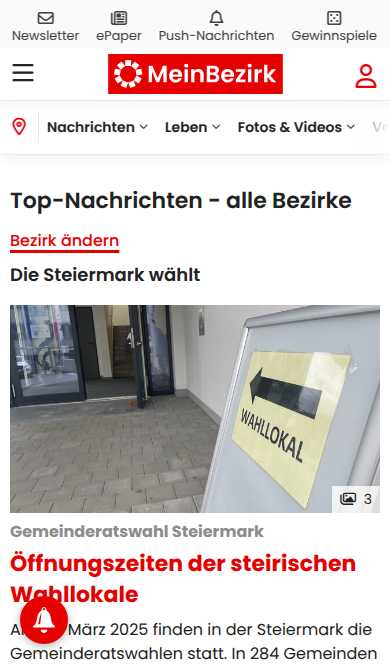 Newsletter ePaper Push-Nachrichten Gewinnspiele
MeinBezirk
Nachrichten Leben Fotos & Videos
Top-Nachrichten - alle Bezirke
Bezirk ändern
Die Steiermark wählt
WAHLLOKAL
3
Gemeinderatswahl Steiermark
Öffnungszeiten der steirischen
Wahllokale
März 2025 finden in der Steiermark die
Gemeinderatswahlen statt. In 284 Gemeinden